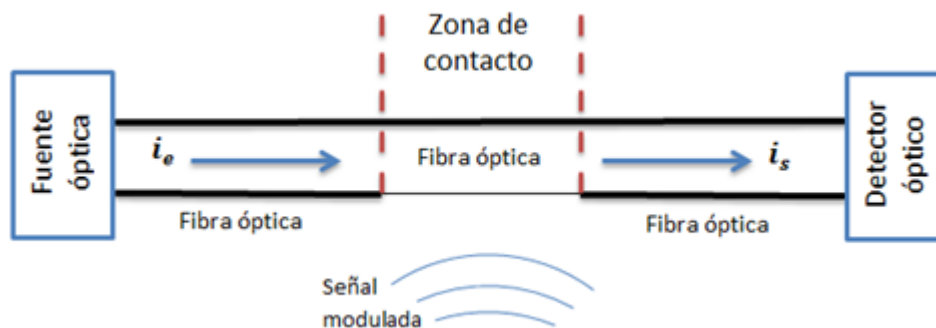 Zona de
contacto
Fuente
óptica
i_e
Fibra óptica
i_s
Detector
óptico
Fibra óptica
Fibra óptica
Señal
modulada